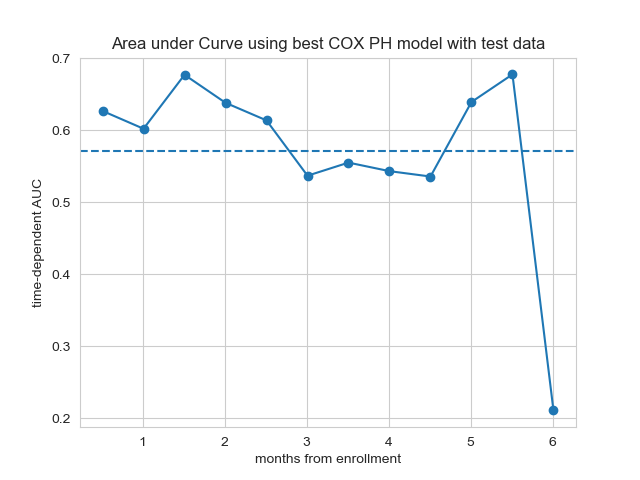 Area under Curve using best COX PH model with test data
time-dependent AUC
0.7
0.6
0.5
0.4
0.3
0.2
1 2 3 4 5 6
months from enrollment